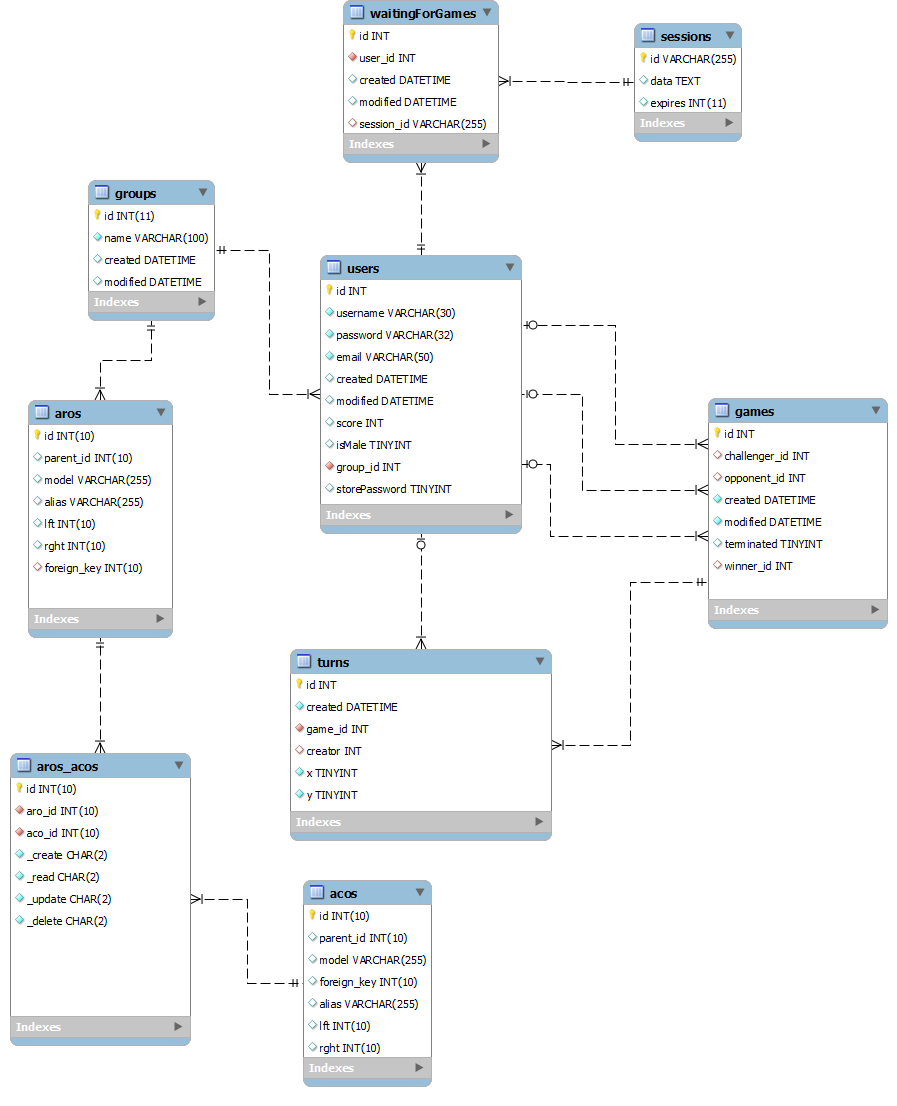 waitingForGames
id INT
user_id INT
created DATETIME
modified DATETIME
session_id VARCHAR(255)
Indexes
sessions
id VARCHAR(255)
data TEXT
expires INT(11)
Indexes
groups
id INT(11)
name VARCHAR(100)
created DATETIME
modified DATETIME
Indexes
users
id INT
username VARCHAR(30)
password VARCHAR(32)
email VARCHAR(50)
created DATETIME
modified DATETIME
score INT
isMale TINYINT
group_id INT
storePassword TINYINT
Indexes
aros
id INT(10)
parent_id INT(10)
model VARCHAR(255)
alias VARCHAR(255)
lft INT(10)
rght INT(10)
foreign_key INT(10)
Indexes
games
id INT
challenger_id INT
opponent_id INT
created DATETIME
modified DATETIME
terminated TINYINT
winner_id INT
Indexes
turns
id INT
created DATETIME
game_id INT
creator INT
x TINYINT
y TINYINT
Indexes
aros_acos
id INT(10)
aro_id INT(10)
aco_id INT(10)
_create CHAR(2)
_read CHAR(2)
_update CHAR(2)
_delete CHAR(2)
Indexes
acos
id INT(10)
parent_id INT(10)
model VARCHAR(255)
foreign_key INT(10)
alias VARCHAR(255)
lft INT(10)
rght INT(10)
Indexes